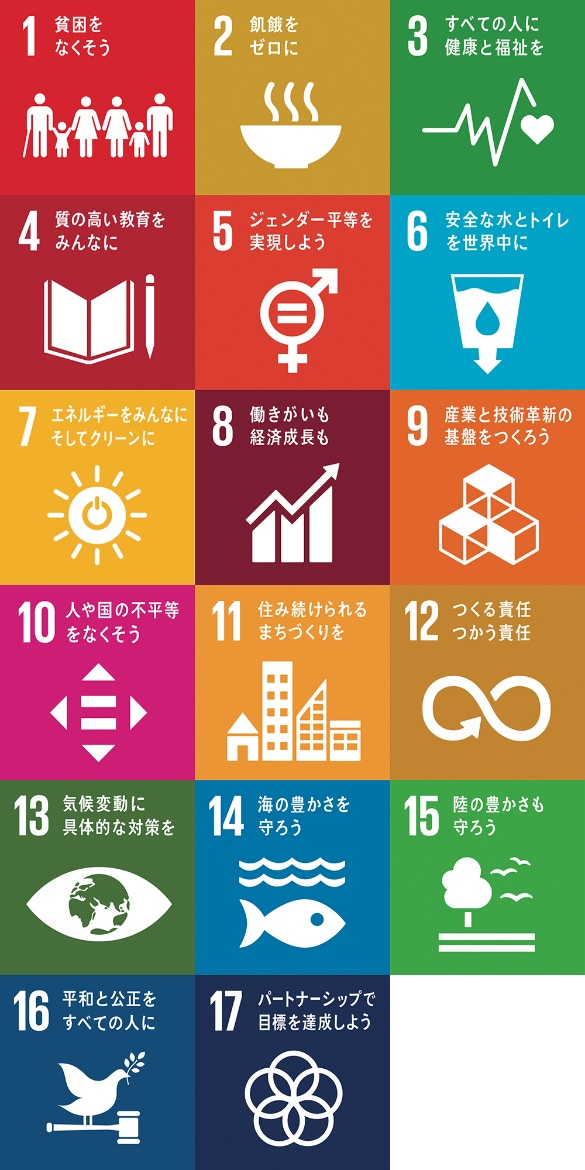 1 貧困を
なくそう
2 飢餓を
ゼロに
3 すべての人に
健康と福祉を
4 質の高い教育を
みんなに
5 ジェンダー平等を
実現しよう
6 安全な水とトイレ
を世界中に
7 エネルギーをみんなに
そしてクリーンに
8 働きがいも
経済成長も
9 産業と技術革新の
基盤をつくろう
10 人や国の不平等
をなくそう
11 住み続けられる
まちづくりを
12 つくる責任
つかう責任
13 気候変動に
具体的な対策を
14 海の豊かさを
守ろう
15 陸の豊かさも
守ろう
16 平和と公正を
すべての人に
17 パートナーシップで
目標を達成しよう